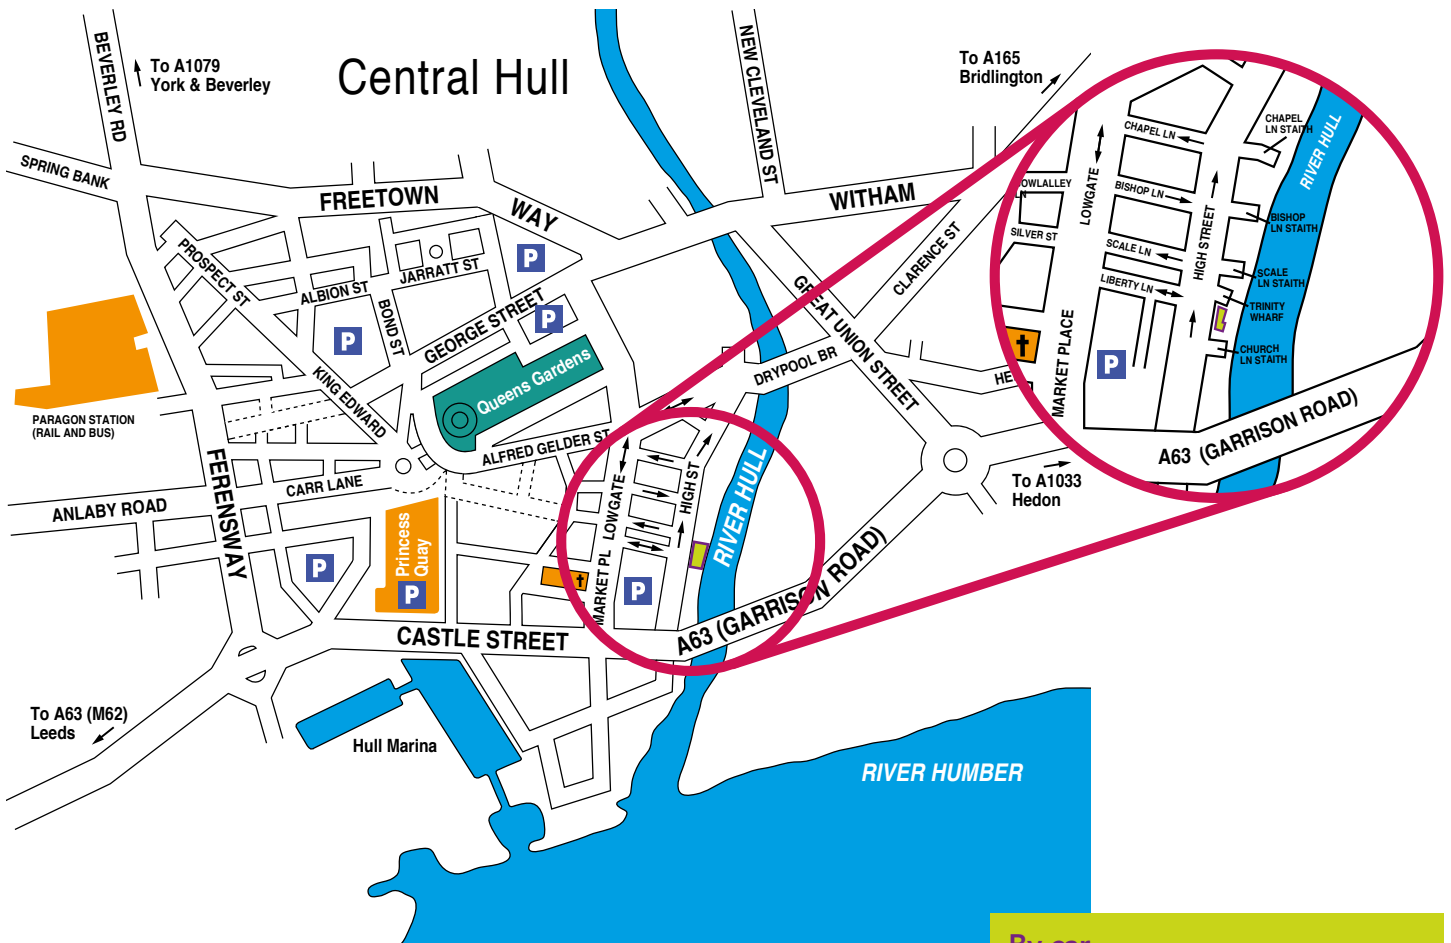 Central Hull
To A1079
York & Beverley
BEVERLEY RD
SPRING BANK
FREETOWN
WAY
NEW CLEVELAND ST
WITHAM
To A165
Bridlington
PROSPECT ST
ALBION ST
JARRATT ST
BOND ST
GEORGE STREET
P
P
P
KING EDWARD
Queens Gardens
ALFRED GELDER ST
GREAT UNION STREET
CLARENCE ST
DRYPOOL BR
PARAGON STATION
(RAIL AND BUS)
FERENSWAY
CARR LANE
ANLABY ROAD
P
Princess
Quay
P
LOWGATE
MARKET PL
HIGH ST
P
RIVER HULL
CASTLE STREET
A63 (GARRISON ROAD)
To A1033
Hedon
To A63 (M62)
Leeds
Hull Marina
RIVER HUMBER
CHAPEL LN
CHAPEL
LN STAITH
RIVER HULL
LOWGATE
BISHOP LN
HIGH STREET
BISHOP
LN STAITH
SILVER ST
SCALE LN
SCALE
LN STAITH
LIBERTY LN
TRINITY
WHARF
MARKET PLACE
P
CHURCH
LN STAITH
A63 (GARRISON ROAD)
By car